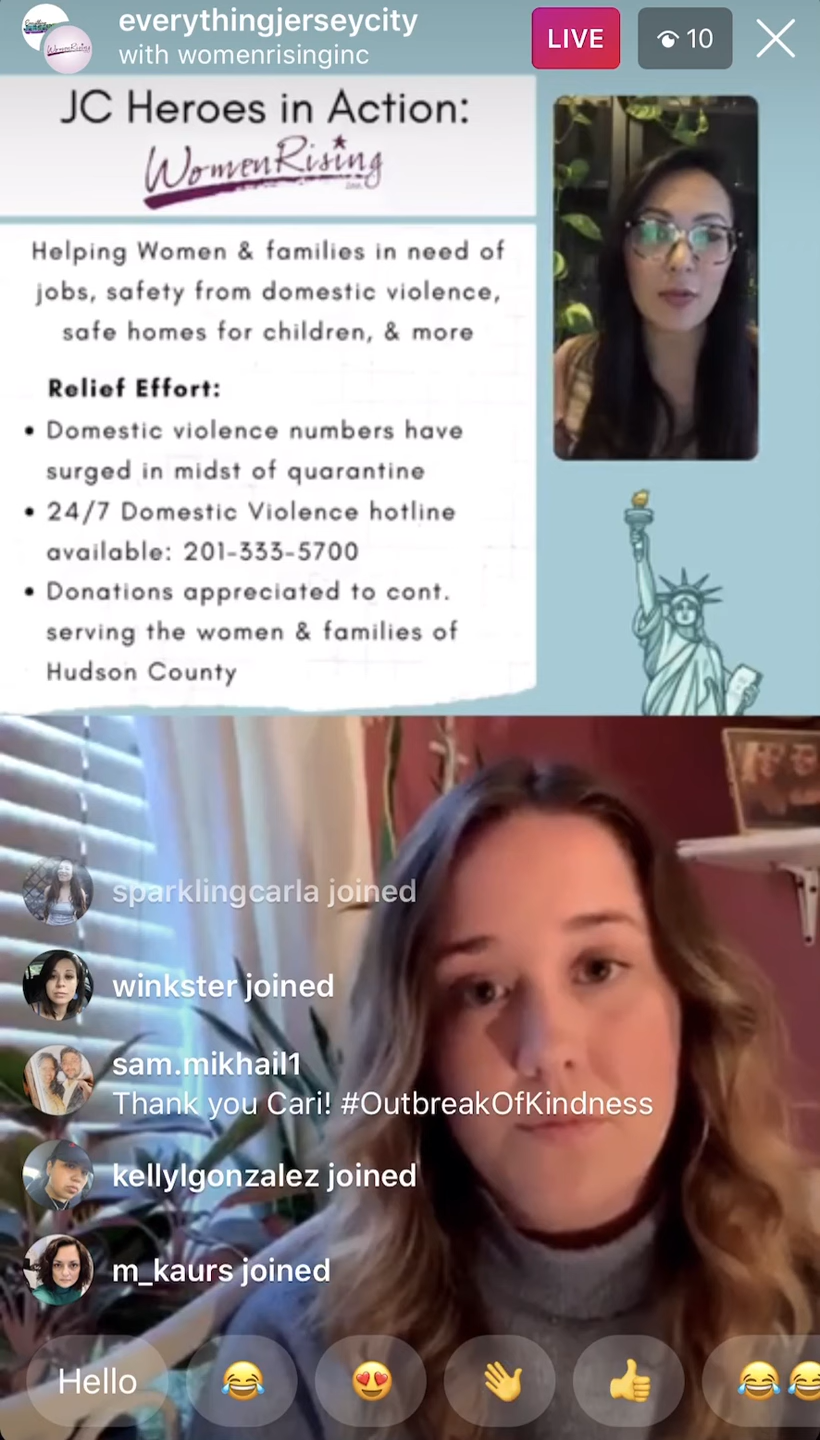 everythingjerseycity
with womenrisinginc
LIVE
10
JC Heroes in Action:
WomenRising
Helping Women & families in need of
jobs, safety from domestic violence,
safe homes for children, & more
Relief Effort:
• Domestic violence numbers have
surged in midst of quarantine
• 24/7 Domestic Violence hotline
available: 201-333-5700
• Donations appreciated to cont.
serving the women & families of
Hudson County
sparklingcarla joined
winkster joined
sam.mikhail1
Thank you Cari! #OutbreakOfKindness
kellylgonzalez joined
m_kaurs joined
Hello